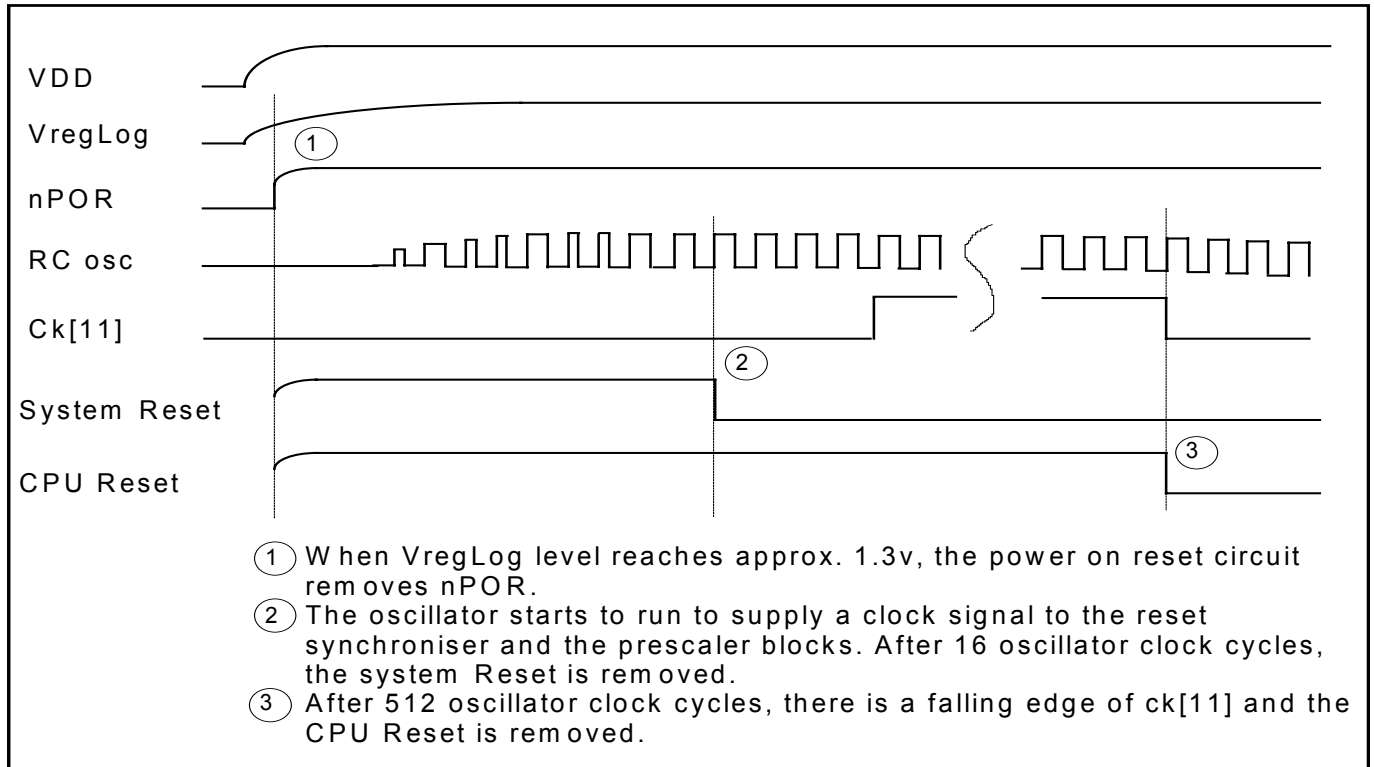 VDD
VregLog
①
nPOR
RC osc
Ck[11]
②
System Reset
③
CPU Reset
① When VregLog level reaches approx. 1.3v, the power on reset circuit
removes nPOR.
② The oscillator starts to run to supply a clock signal to the reset
synchroniser and the prescaler blocks. After 16 oscillator clock cycles,
the system Reset is removed.
③ After 512 oscillator clock cycles, there is a falling edge of ck[11] and the
CPU Reset is removed.